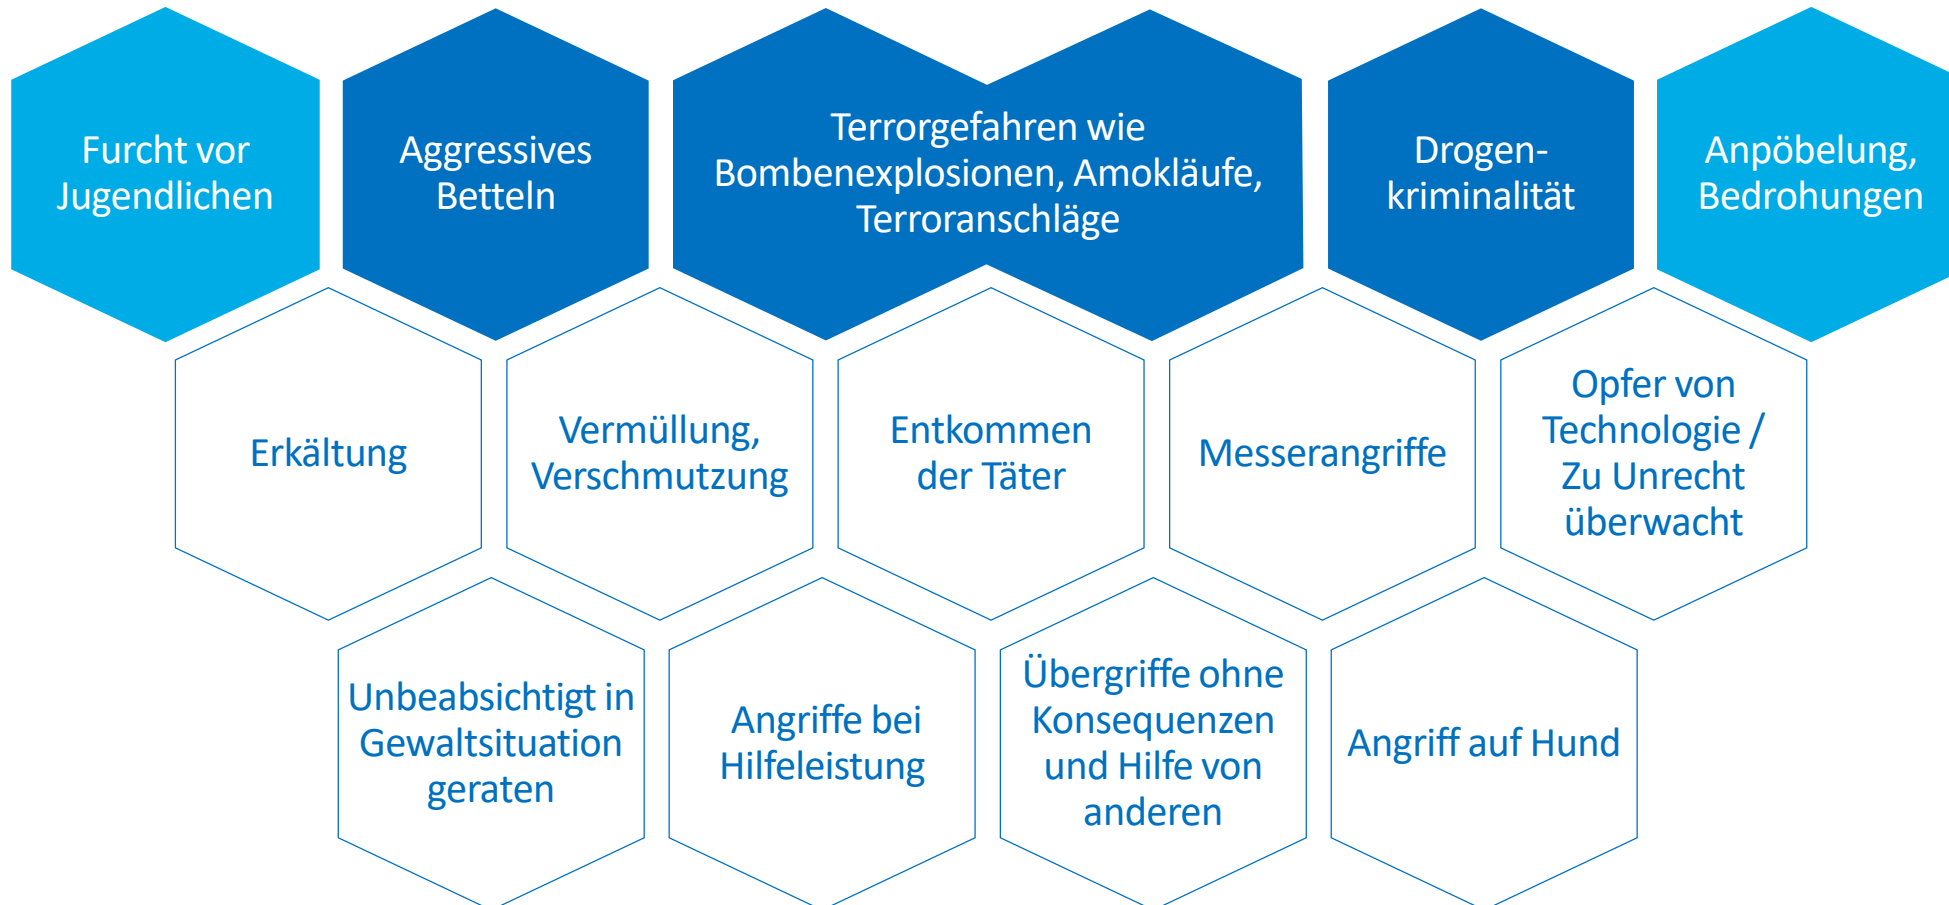 Furcht vor
Jugendlichen
Aggressives
Betteln
Terrorgefahren wie
Bombenexplosionen, Amokläufe,
Terroranschläge
Drogen-
kriminalität
Anpöbelung,
Bedrohungen
Erkältung
Vermüllung,
Verschmutzung
Entkommen
der Täter
Messerangriffe
Opfer von
Technologie /
Zu Unrecht
überwacht
Unbeabsichtigt in
Gewaltsituation
geraten
Angriffe bei
Hilfeleistung
Übergriffe ohne
Konsequenzen
und Hilfe von
anderen
Angriff auf Hund